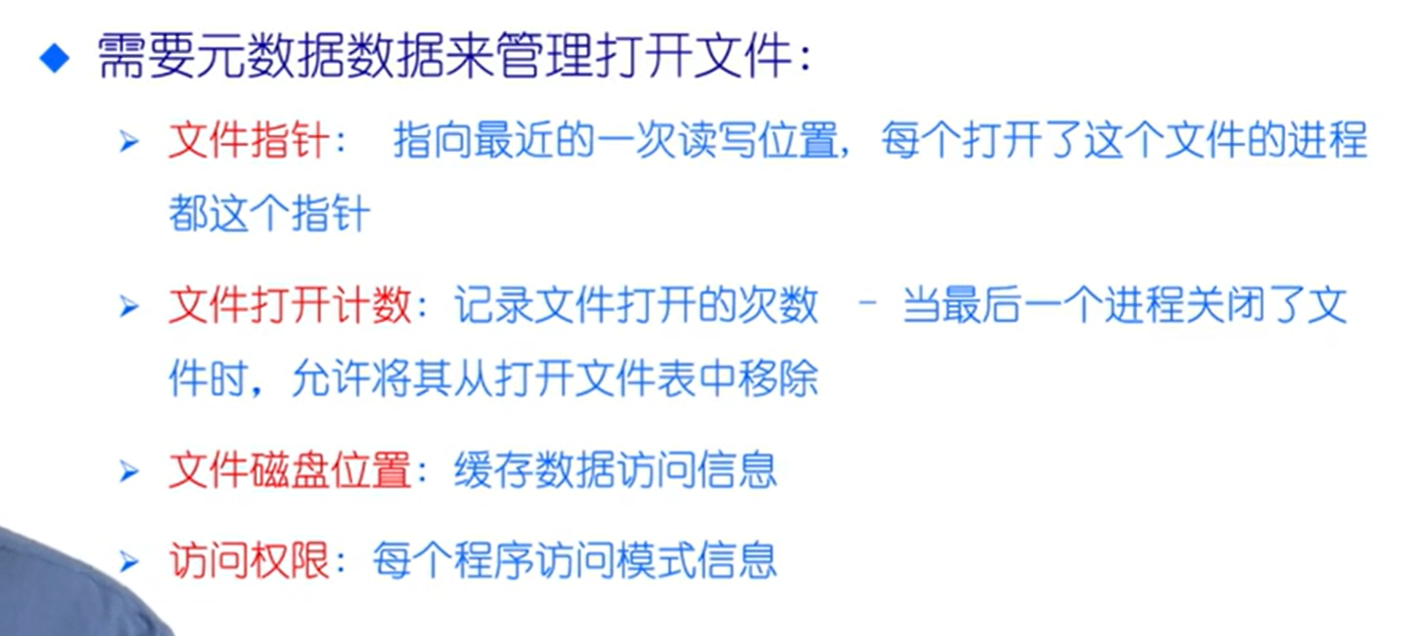 需要元数据数据来管理打开文件：
文件指针： 指向最近的一次读写位置，每个打开了这个文件的进程
都这个指针
文件打开计数：记录文件打开的次数 - 当最后一个进程关闭了文
件时，允许将其从打开文件表中移除
文件磁盘位置：缓存数据访问信息
访问权限：每个程序访问模式信息